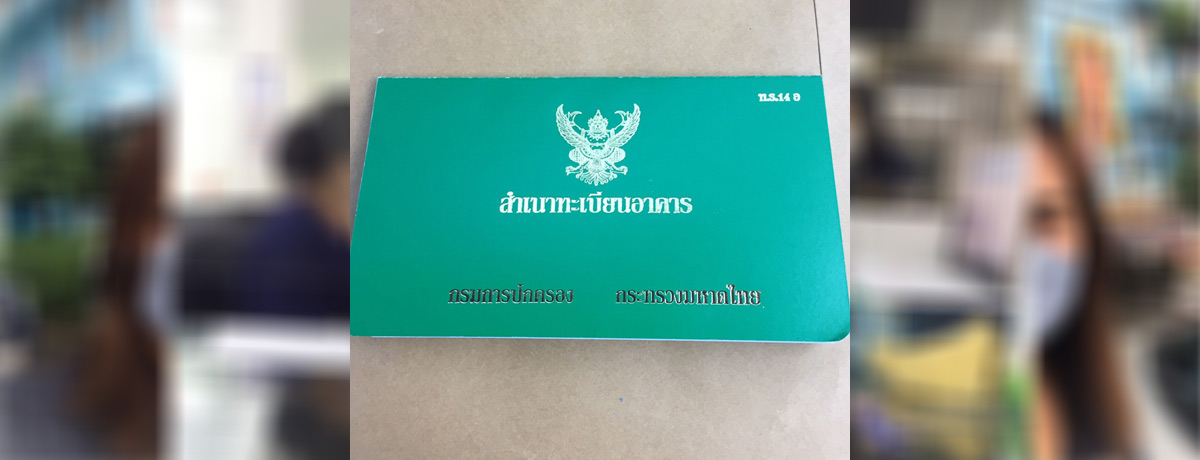 ท.ร.14 อ
สำเนาทะเบียนอาคาร
กรมการปกครอง กระทรวงมหาดไทย